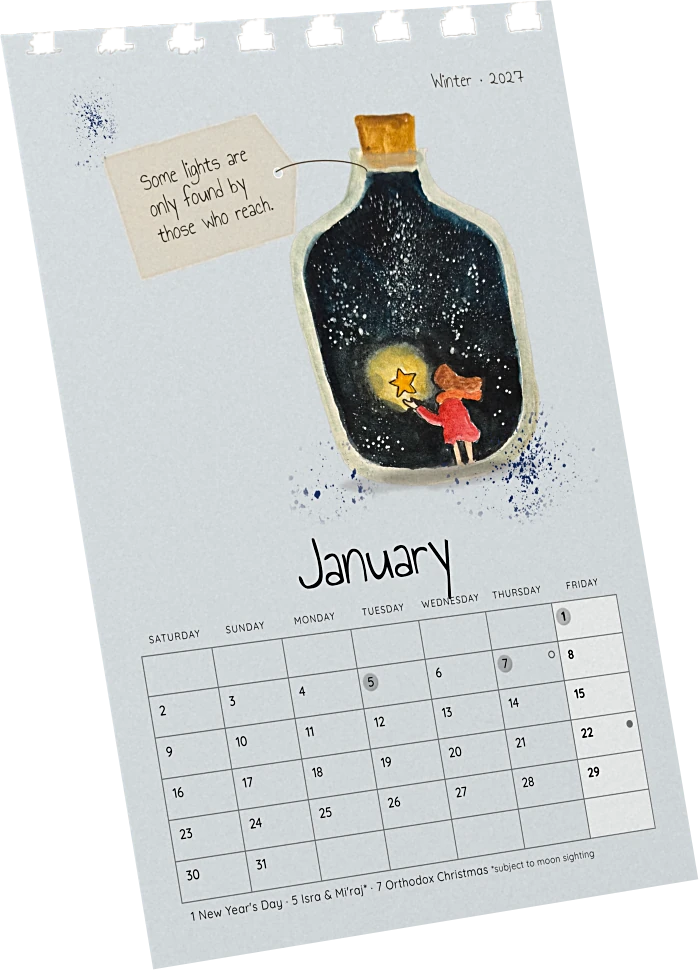 Winter · 2027
Some lights are
only found by
those who reach.
January
SATURDAY SUNDAY MONDAY TUESDAY WEDNESDAY THURSDAY FRIDAY
1
2 3 4 5 6 7 8
9 10 11 12 13 14 15
16 17 18 19 20 21 22
23 24 25 26 27 28 29
30 31
1 New Year's Day · 5 Isra & Mi'raj* · 7 Orthodox Christmas *subject to moon sighting